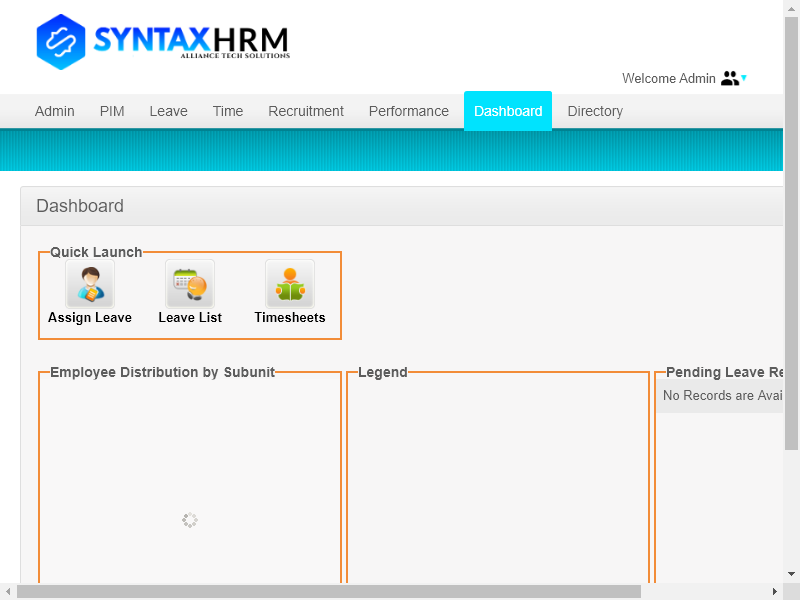 SYNTAXHRM
ALLIANCE TECH SOLUTIONS
Welcome Admin
Admin PIM Leave Time Recruitment Performance Dashboard Directory
Dashboard
Quick Launch
Assign Leave Leave List Timesheets
Employee Distribution by Subunit Legend Pending Leave Re
No Records are Avai